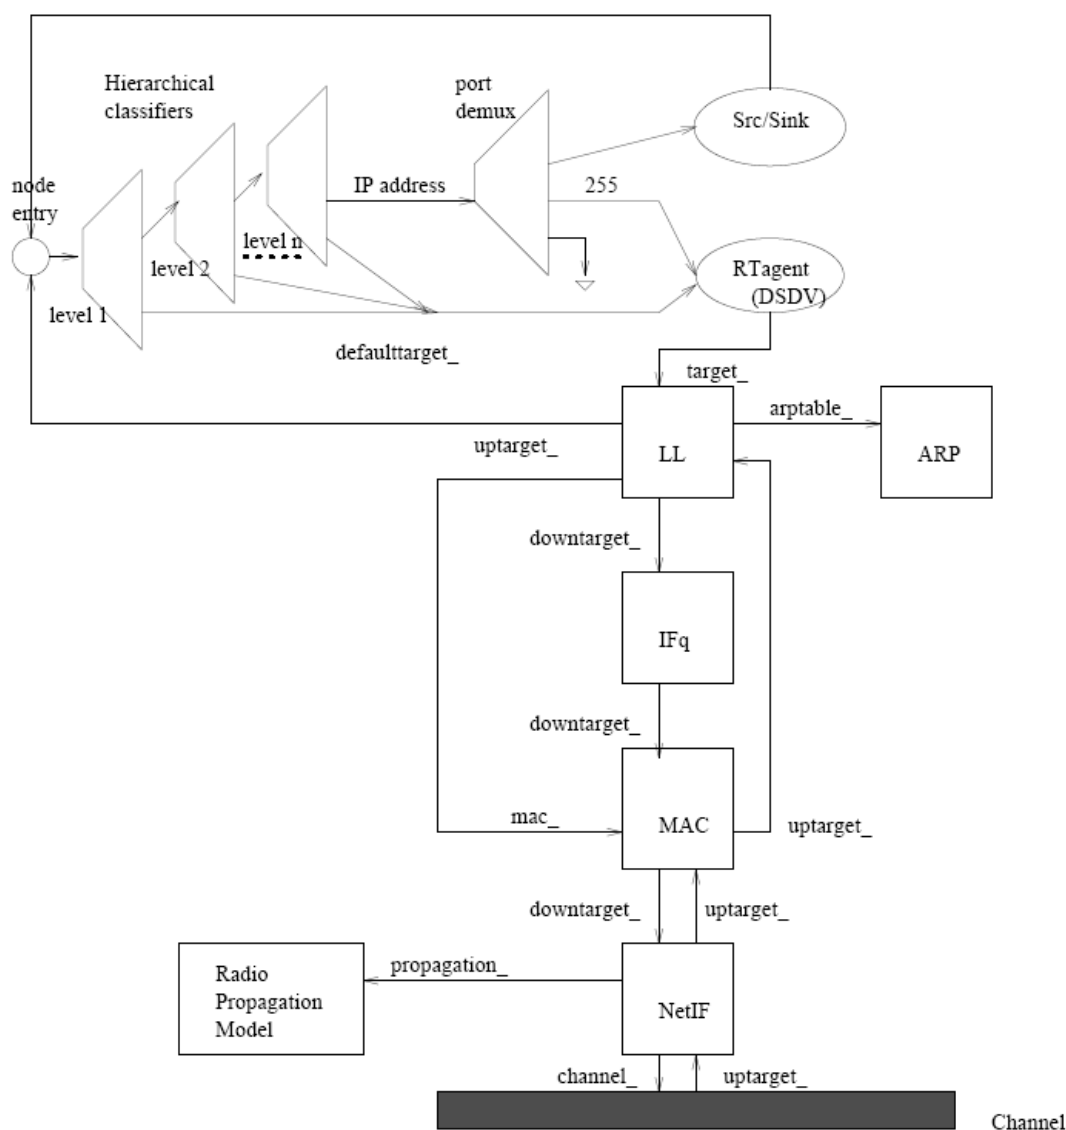 Hierarchical
classifiers
port
demux
Src/Sink
node
entry
IP address
255
level n
level 2
level 1
RTagent
(DSDV)
defaulttarget_
target_
arptable_
uptarget_
LL
ARP
downtarget_
IFq
downtarget_
mac_
MAC
uptarget_
downtarget_
uptarget_
propagation_
Radio
Propagation
Model
NetIF
channel_
uptarget_
Channel